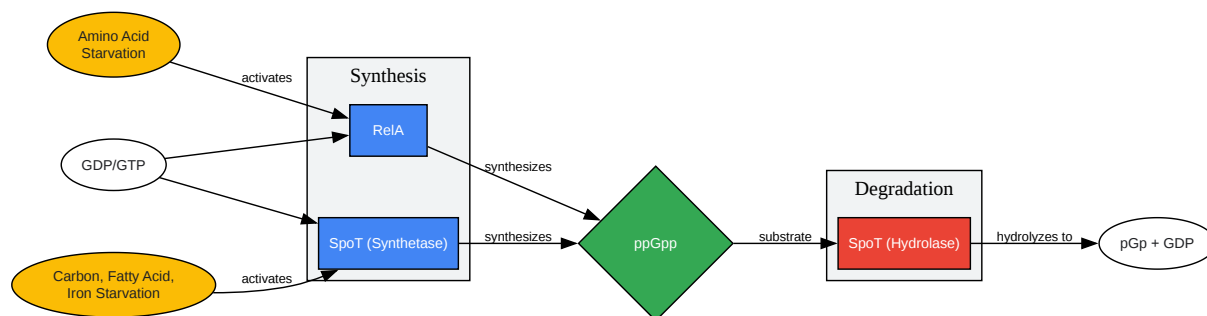 Amino Acid
Starvation
activates
Synthesis
RelA
GDP/GTP
synthesizes
SpoT (Synthetase)
synthesizes
Carbon, Fatty Acid,
Iron Starvation
activates
ppGpp
substrate
Degradation
SpoT (Hydrolase)
hydrolyzes to
pGp + GDP